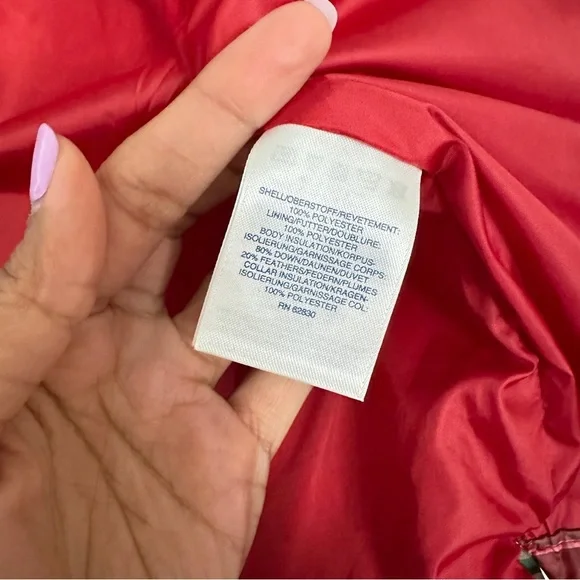 SHELL/OBERSTOFF/REVETEMENT:
100% POLYESTER
LINING/FUTTER/DOUBLURE:
100% POLYESTER
BODY INSULATION/KORPUS-
ISOLIERUNG/GARNISSAGE CORPS:
80% DOWN/DAUNEN/DUVET
20% FEATHERS/FEDERN/PLUMES
COLLAR INSULATION/KRAGEN-
ISOLIERUNG/GARNISSAGE COL:
100% POLYESTER
RN 62830